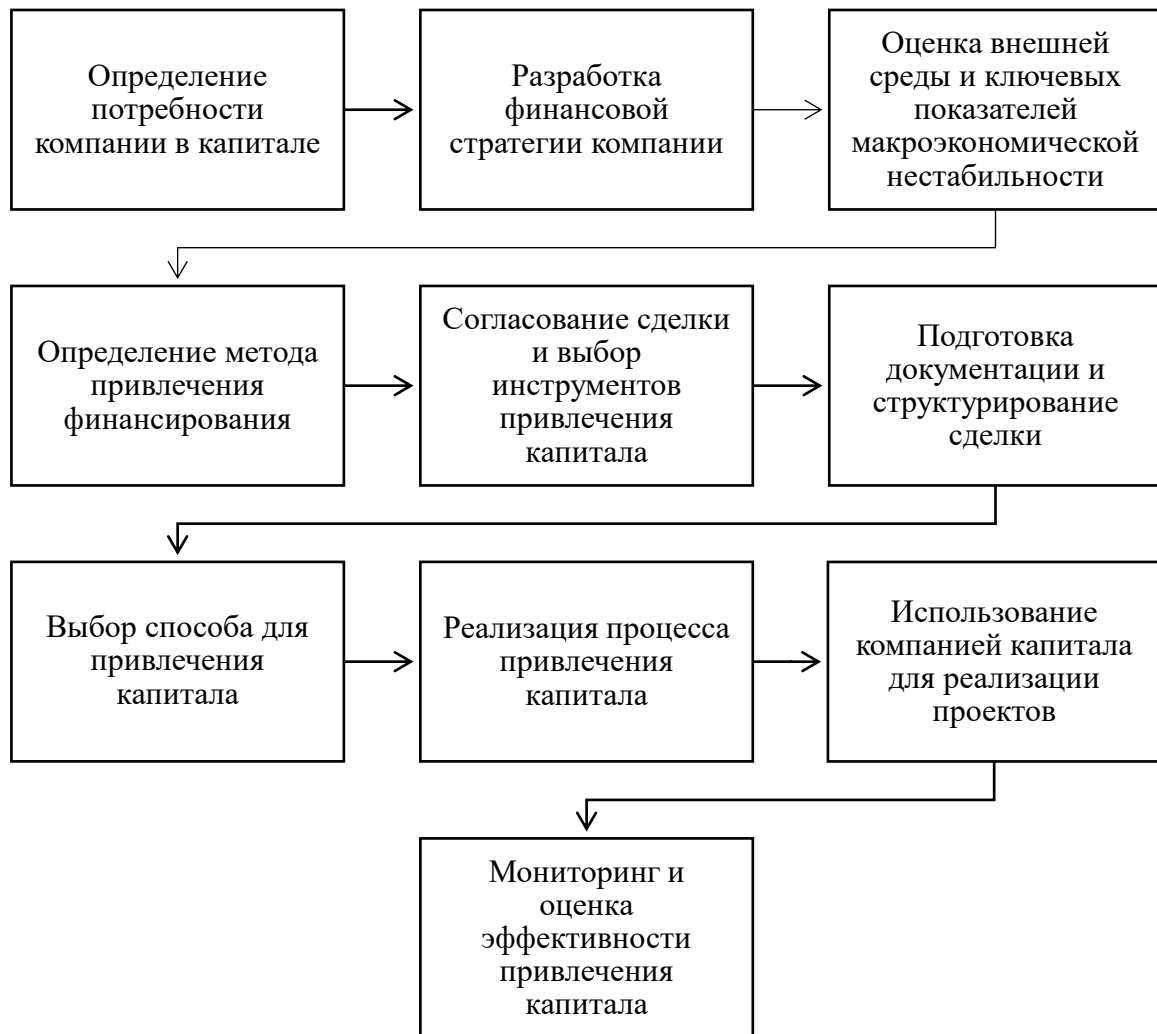 Определение
потребности
компании в капитале
Разработка
финансовой
стратегии компании
Оценка внешней
среды и ключевых
показателей
макроэкономической
нестабильности
Определение метода
привлечения
финансирования
Согласование сделки
и выбор
инструментов
привлечения
капитала
Подготовка
документации и
структурирование
сделки
Выбор способа для
привлечения
капитала
Реализация процесса
привлечения
капитала
Использование
компанией капитала
для реализации
проектов
Мониторинг и
оценка
эффективности
привлечения
капитала